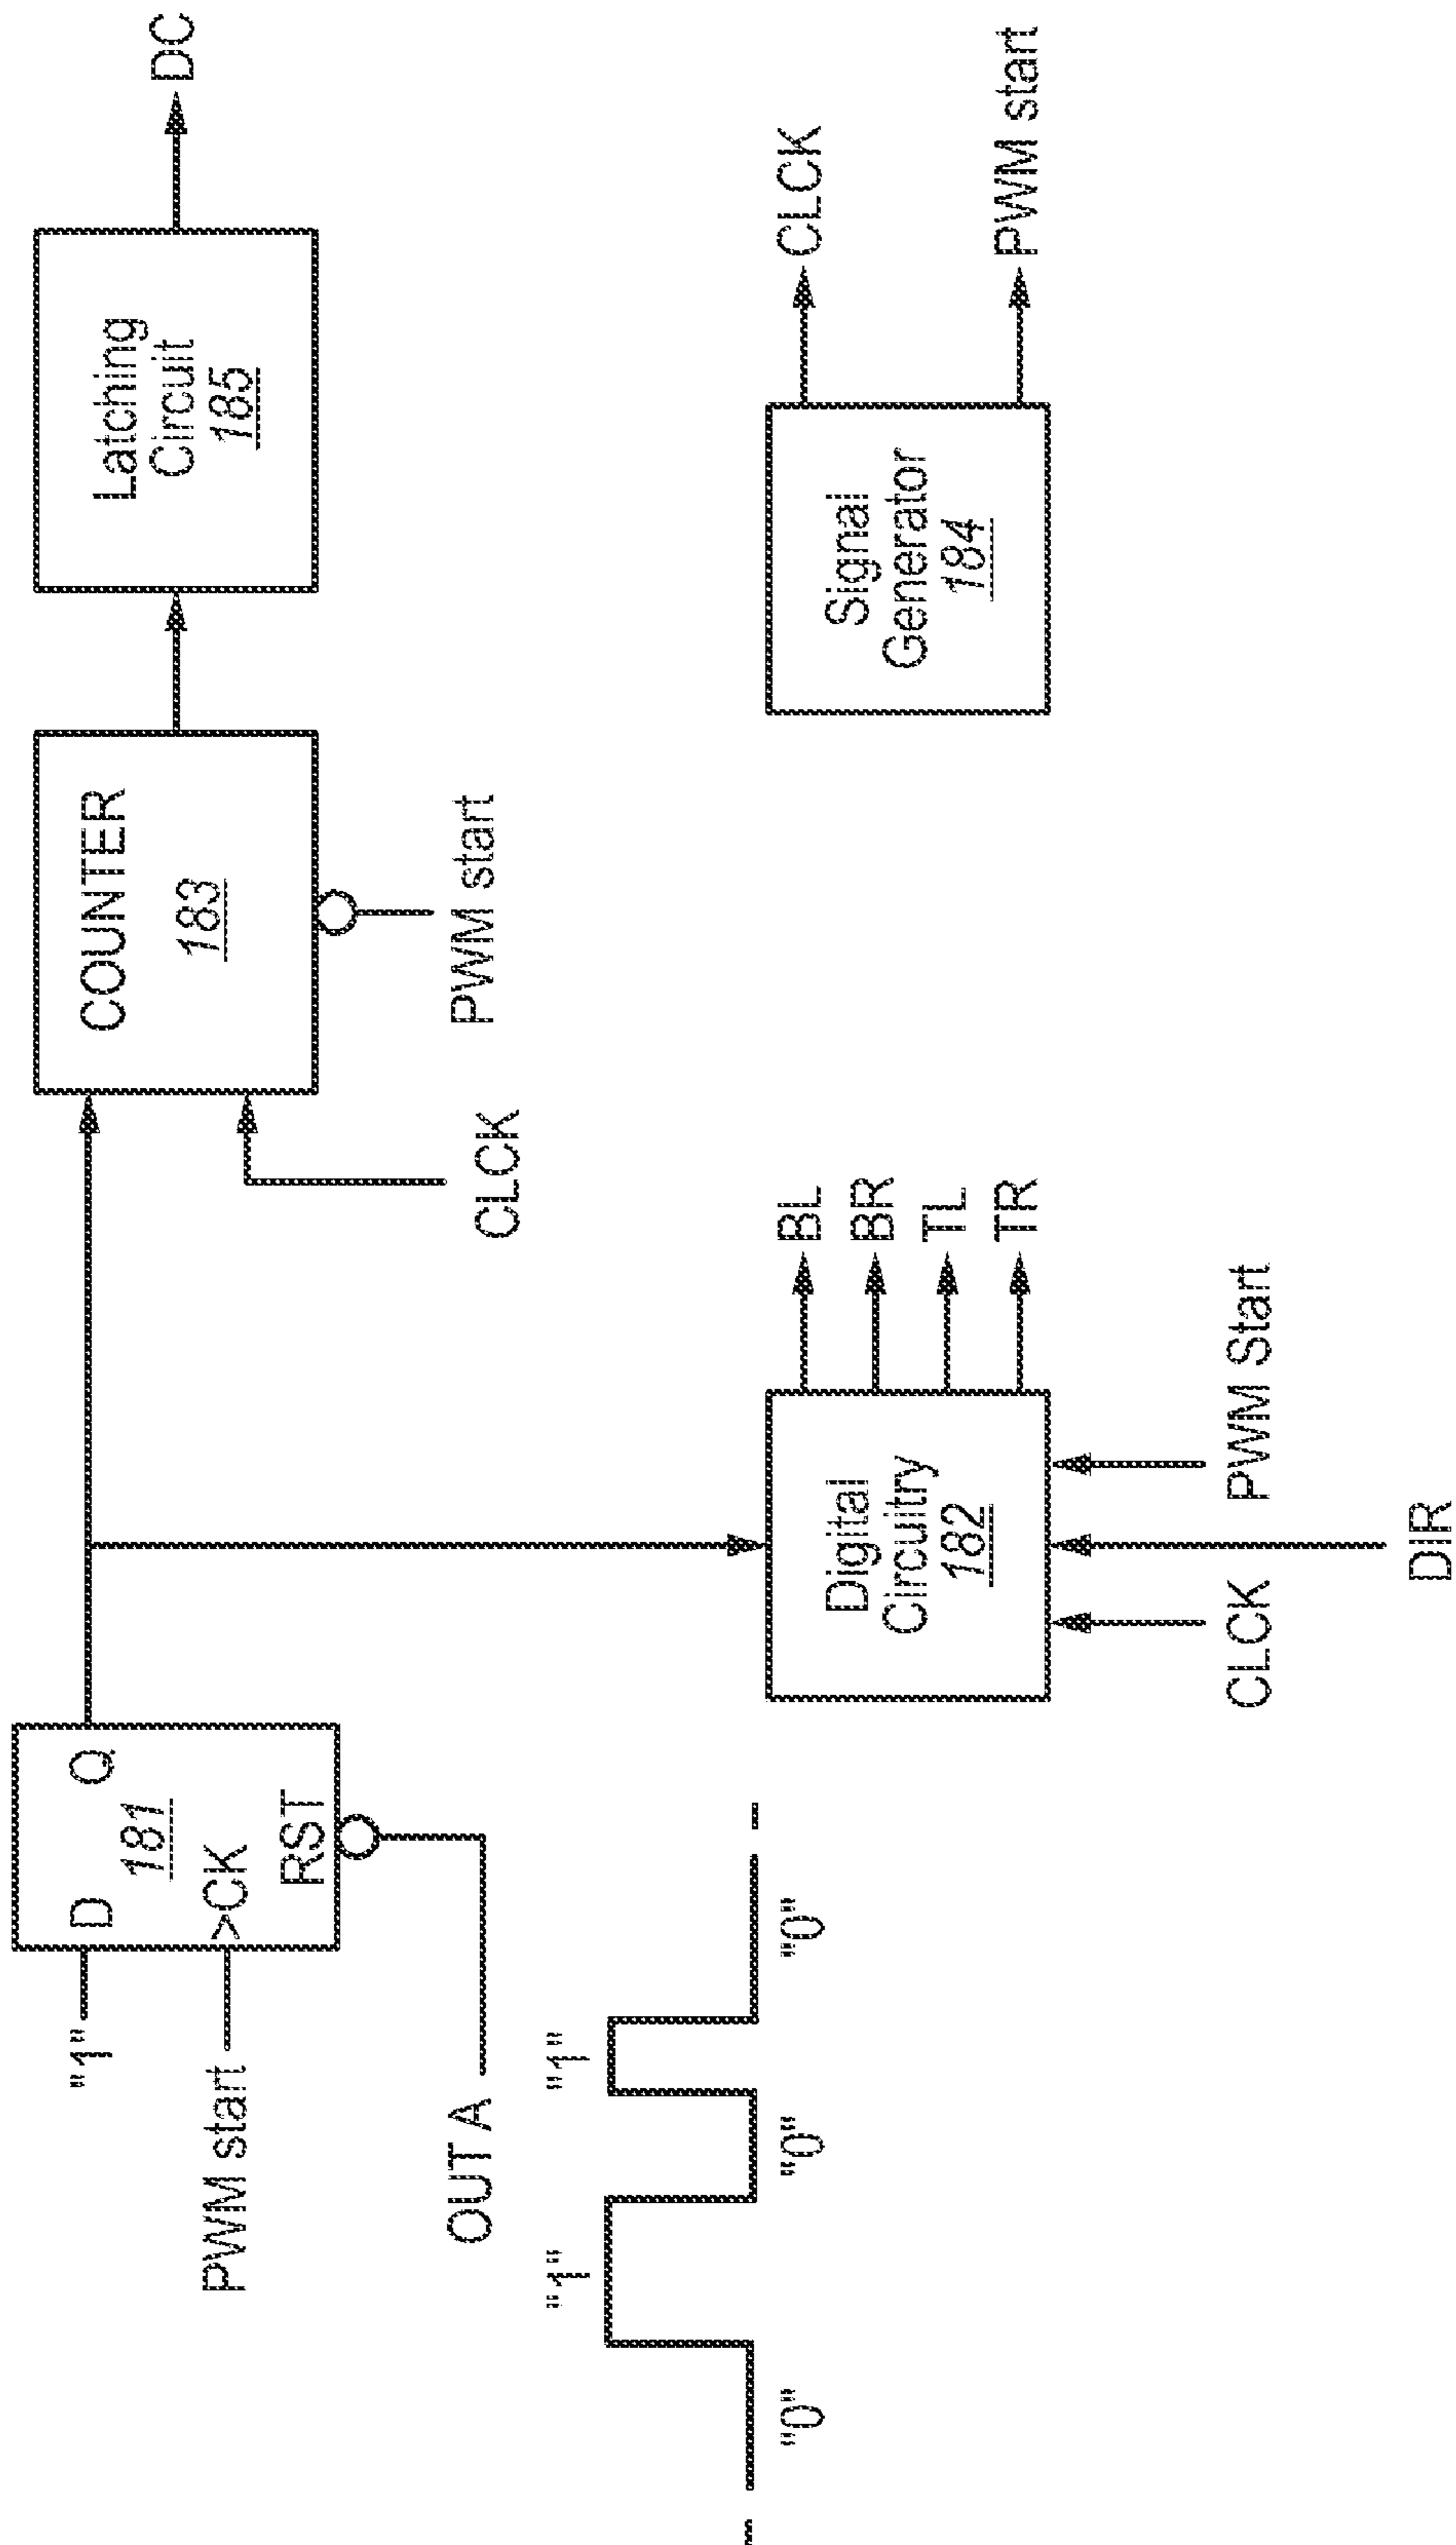 "1"
D
Q
181
>CK
RST
PWM start
OUT A
"0"
"1"
"0"
"1"
"0"
COUNTER
183
CLCK
PWM start
Latching
Circuit
185
DC
Digital
Circuitry
182
BL
BR
TL
TR
CLCK
DIR
PWM Start
Signal
Generator
184
CLCK
PWM start